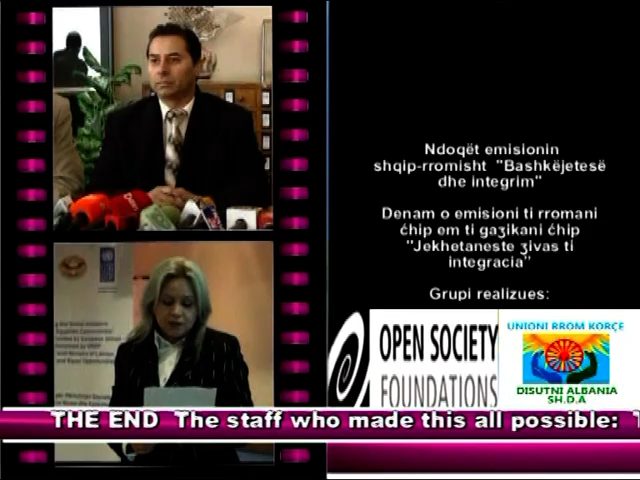 Ndoqët emisionin
shqip-rromisht "Bashkëjetesë
dhe integrim"
Denam o emisioni ti rromani
ćhip em ti gaʒikani ćhip
"Jekhetaneste ʒivas ti
integracia"
Grupi realizues:
OPEN SOCIETY
FOUNDATIONS
UNIONI RROM KORÇE
DISUTNI ALBANIA
SH.D.A
THE END The staff who made this all possible: